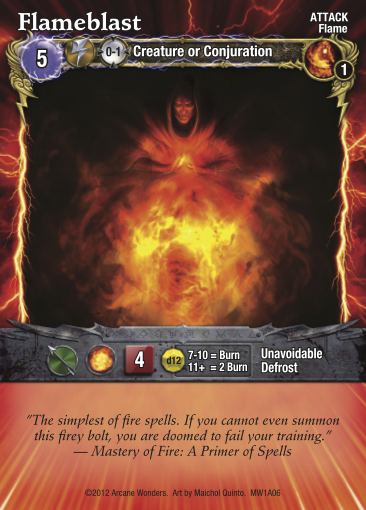 Flameblast
ATTACK
Flame
5
0-1
Creature or Conjuration
1
4
d12
7-10 = Burn
11+ = 2 Burn
Unavoidable
Defrost
"The simplest of fire spells. If you cannot even summon
this firey bolt, you are doomed to fail your training."
— Mastery of Fire: A Primer of Spells
©2012 Arcane Wonders. Art by Maichol Quinto. MW1A06